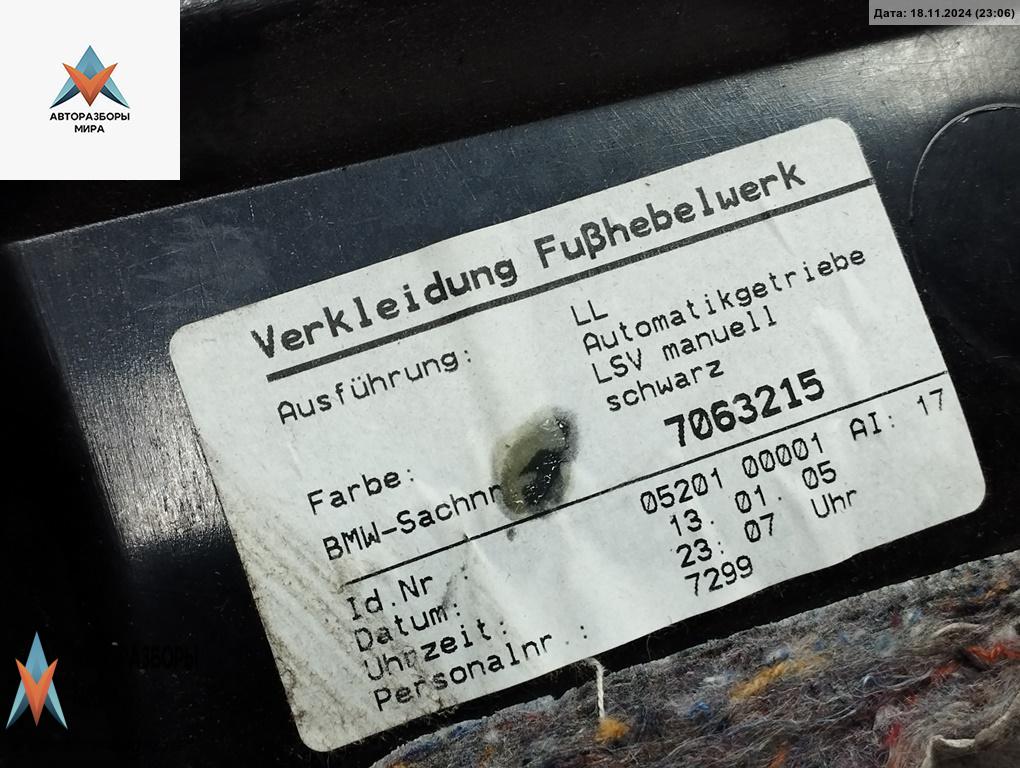 Дата: 18.11.2024 (23:06)
АВТОРАЗБОРЫ
МИРА
Verkleidung Fußhebelwerk
Ausführung: LL
Automatikgetriebe
LSV manuell
Farbe: schwarz
BMW-Sachnr 7063215
Id.Nr : 05201 00001 AI: 17
Datum: 13. 01. 05
Uhrzeit: 23: 07 Uhr
Personalnr.: 7299